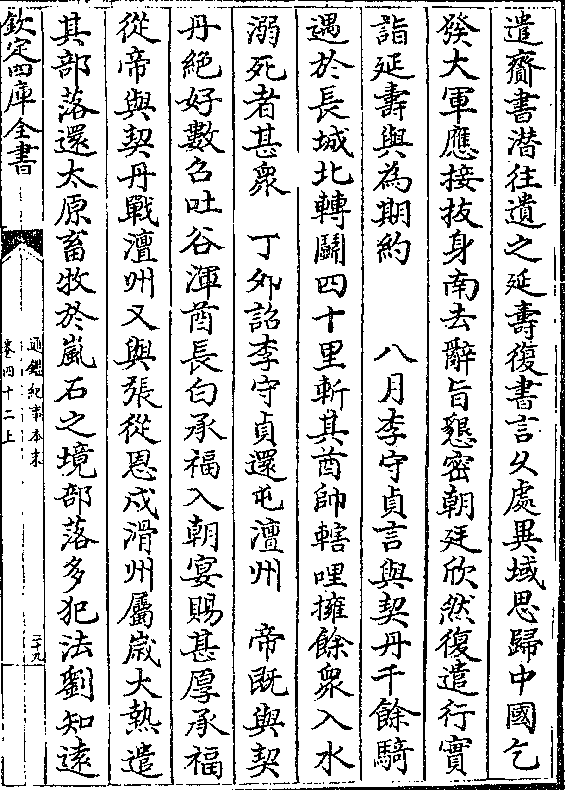 遣齎書潜往遺之延壽復書言久處異域思歸中國乞
發大軍應接拔身南去辭旨懇密朝廷欣然復遣行實
詣延壽與為期約　八月李守貞言與契丹千餘騎
遇於長城北轉鬬四十里斬其酋帥轄哩擁餘衆入水
溺死者甚衆　丁夘詔李守貞還屯澶州　帝既與契
丹絶好數召吐谷渾酋長白承福入朝宴賜甚厚承福
從帝與契丹戰澶州又與張從恩戍滑州屬歳大熱遣
其部落還太原畜牧於嵐石之境部落多犯法劉知遠
欽定四庫全書
通鑑紀事本末
卷四十二上
二十九